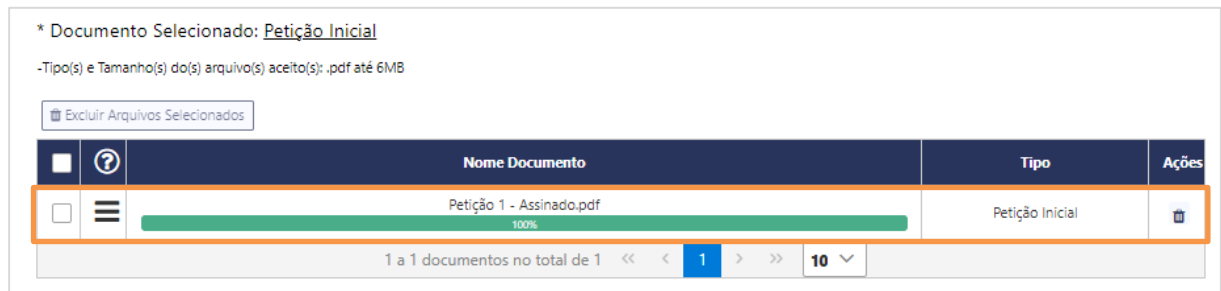 * Documento Selecionado: Petição Inicial
-Tipo(s) e Tamanho(s) do(s) arquivo(s) aceito(s): .pdf até 6MB
Excluir Arquivos Selecionados
? Nome Documento Tipo Ações
Petição 1 - Assinado.pdf
100%
Petição Inicial
1 a 1 documentos no total de 1 << < 1 > >> 10